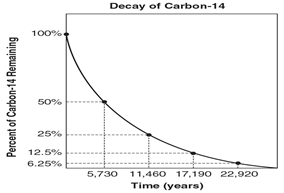 Decay of Carbon-14
Percent of Carbon-14 Remaining
100%
50%
25%
12.5%
6.25%
5,730 11,460 17,190 22,920
Time (years)